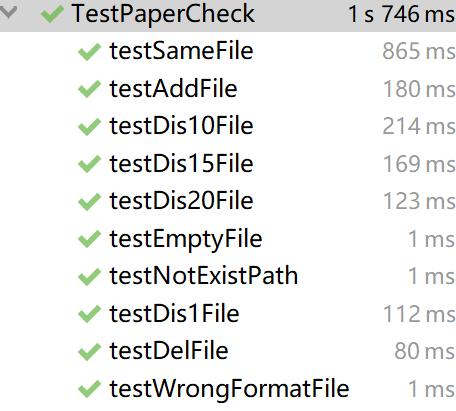 TestPaperCheck 1 s 746 ms
testSameFile 865 ms
testAddFile 180 ms
testDis10File 214 ms
testDis15File 169 ms
testDis20File 123 ms
testEmptyFile 1 ms
testNotExistPath 1 ms
testDis1File 112 ms
testDelFile 80 ms
testWrongFormatFile 1 ms